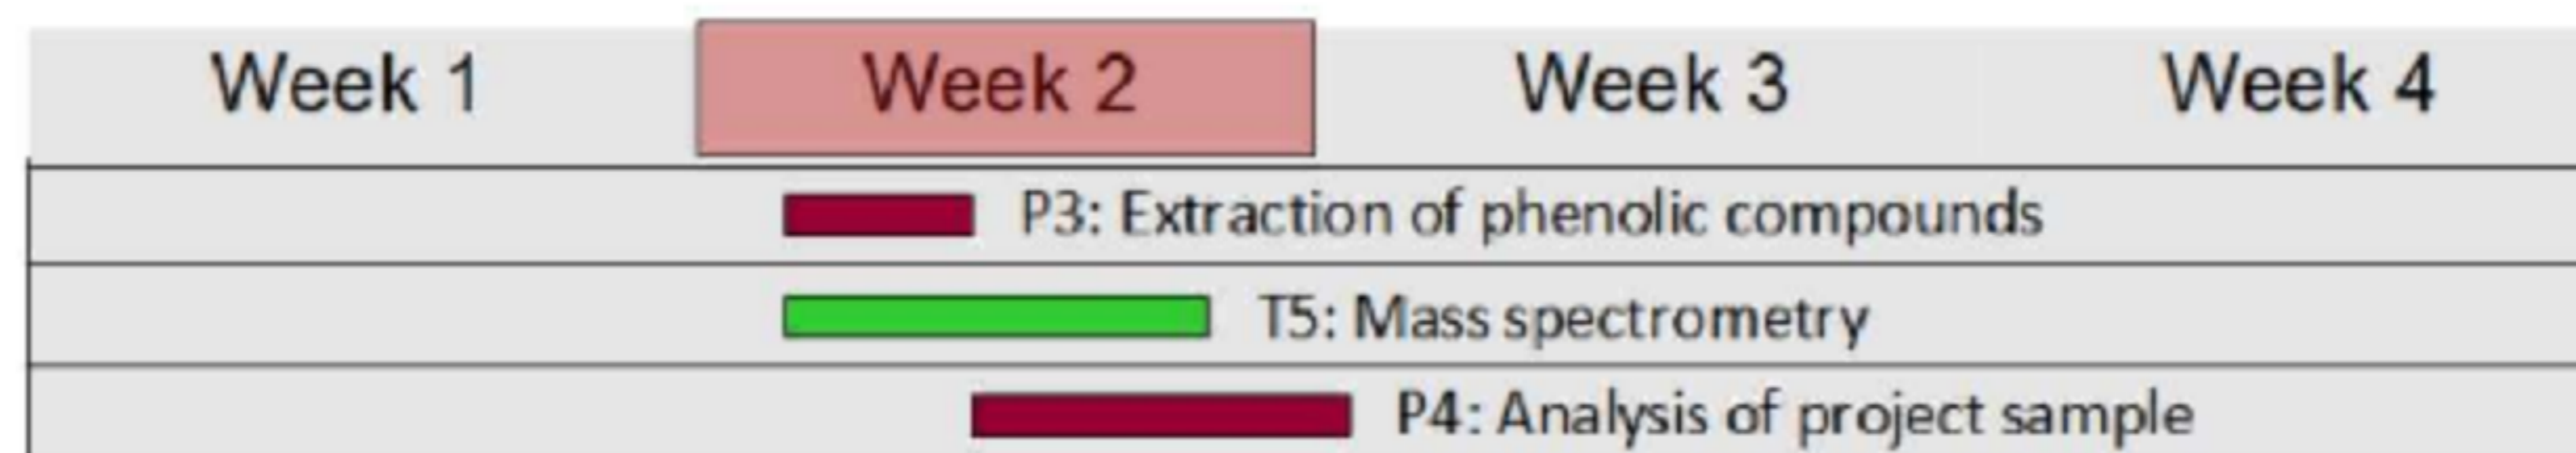 Week 1 Week 2 Week 3 Week 4
P3: Extraction of phenolic compounds
T5: Mass spectrometry
P4: Analysis of project sample